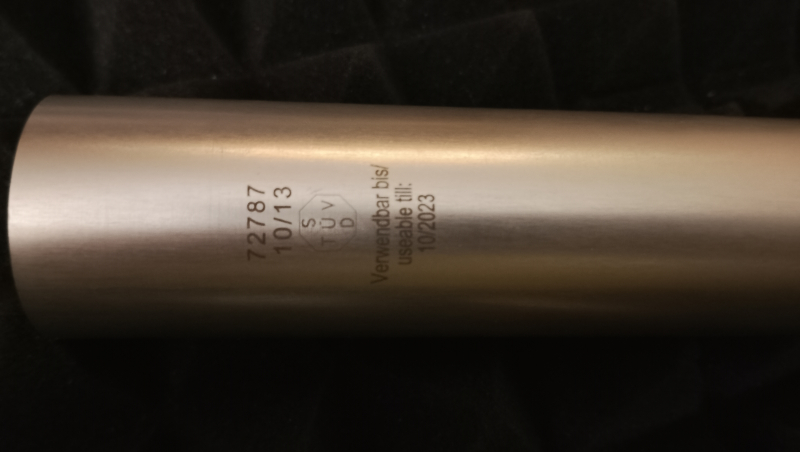 72787
10/13
S
TÜV
D
Verwendbar bis/
useable till:
10/2023